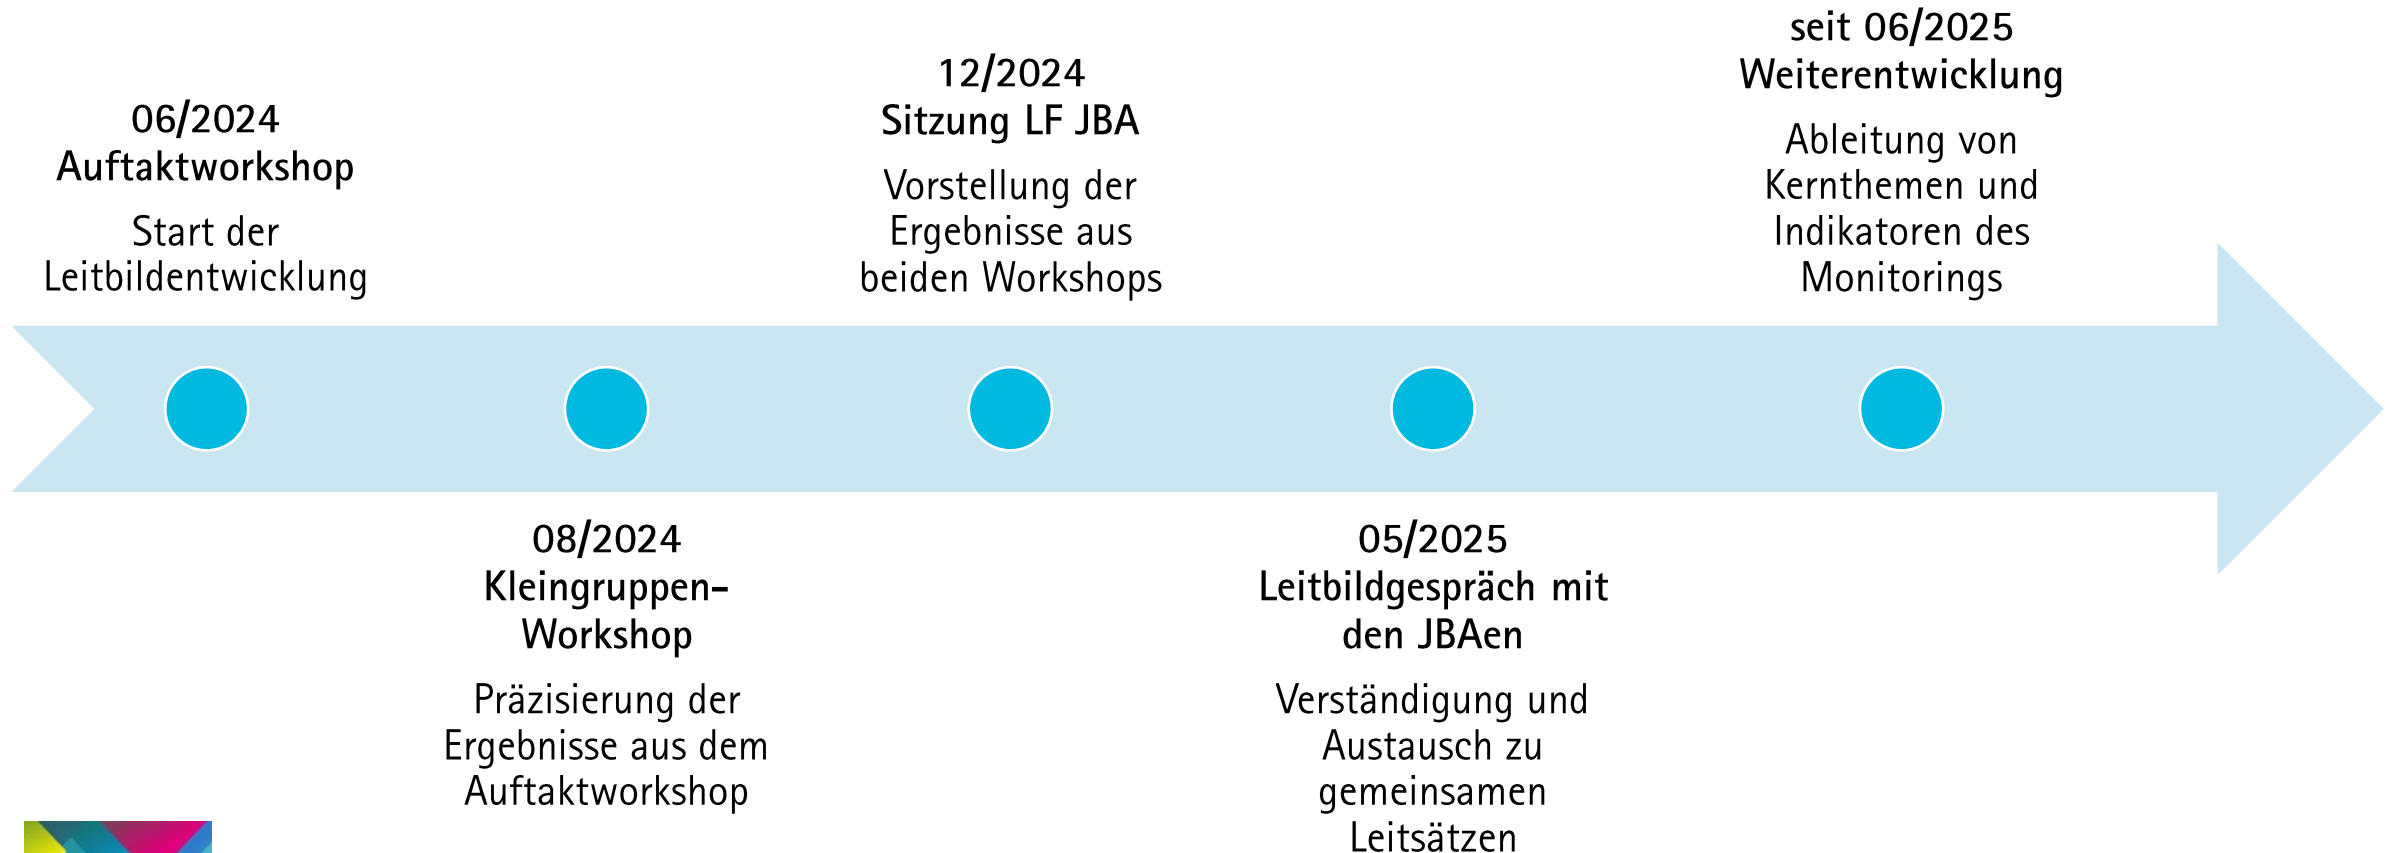 06/2024
Auftaktworkshop
Start der
Leitbildentwicklung
08/2024
Kleingruppen-
Workshop
Präzisierung der
Ergebnisse aus dem
Auftaktworkshop
12/2024
Sitzung LF JBA
Vorstellung der
Ergebnisse aus
beiden Workshops
05/2025
Leitbildgespräch mit
den JBAen
Verständigung und
Austausch zu
gemeinsamen
Leitsätzen
seit 06/2025
Weiterentwicklung
Ableitung von
Kernthemen und
Indikatoren des
Monitorings